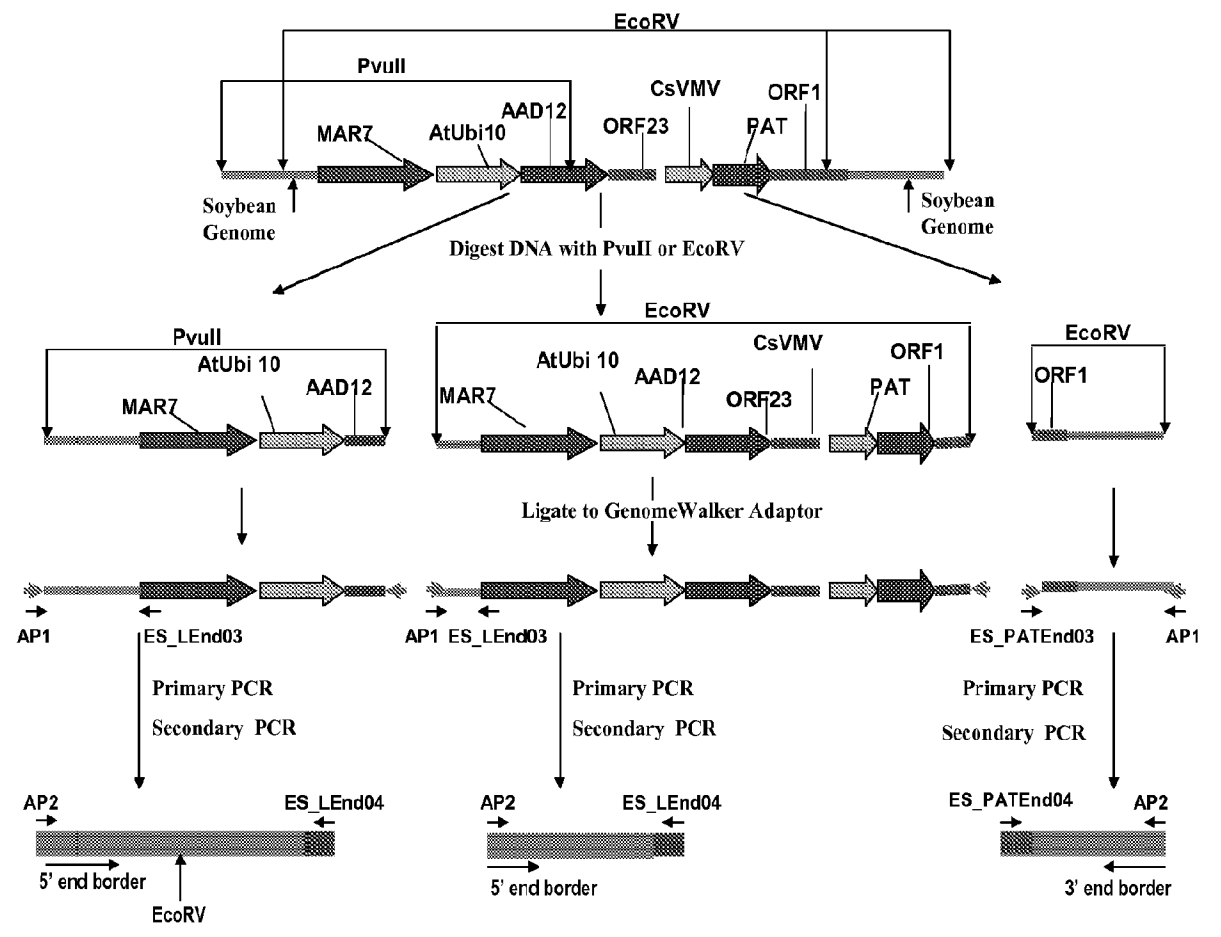 EcoRV
PvuII
CsVMV
ORF1
AAD12
MAR7
AtUbi10
ORF23
PAT
Soybean
Genome
Soybean
Genome
Digest DNA with PvuII or EcoRV
EcoRV
PvuII
EcoRV
CsVMV
AtUbi 10
AtUbi 10
ORF1
ORF1
AAD12
AAD12
PAT
MAR7
MAR7
ORF23
Ligate to GenomeWalker Adaptor
AP1
ES_LEnd03
AP1
ES_LEnd03
ES_PATEnd03
AP1
Primary PCR
Primary PCR
Primary PCR
Secondary PCR
Secondary PCR
Secondary PCR
AP2
ES_LEnd04
AP2
ES_LEnd04
ES_PATEnd04
AP2
5' end border
5' end border
3' end border
EcoRV